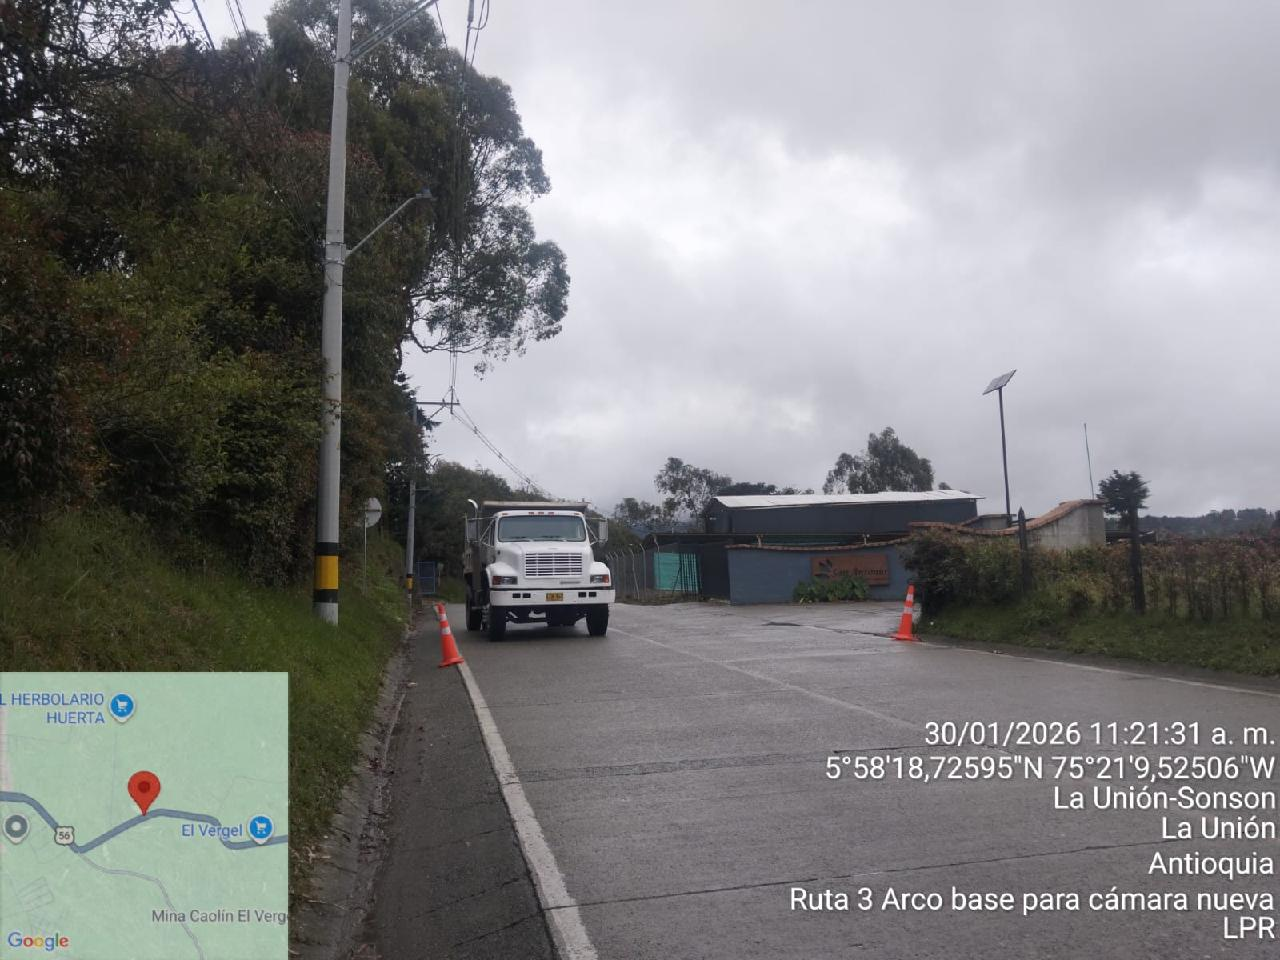 L HERBOLARIO
HUERTA
56
El Vergel
Mina Caolín El Verge
Google
30/01/2026 11:21:31 a. m.
5°58'18,72595"N 75°21'9,52506"W
La Unión-Sonson
La Unión
Antioquia
Ruta 3 Arco base para cámara nueva
LPR